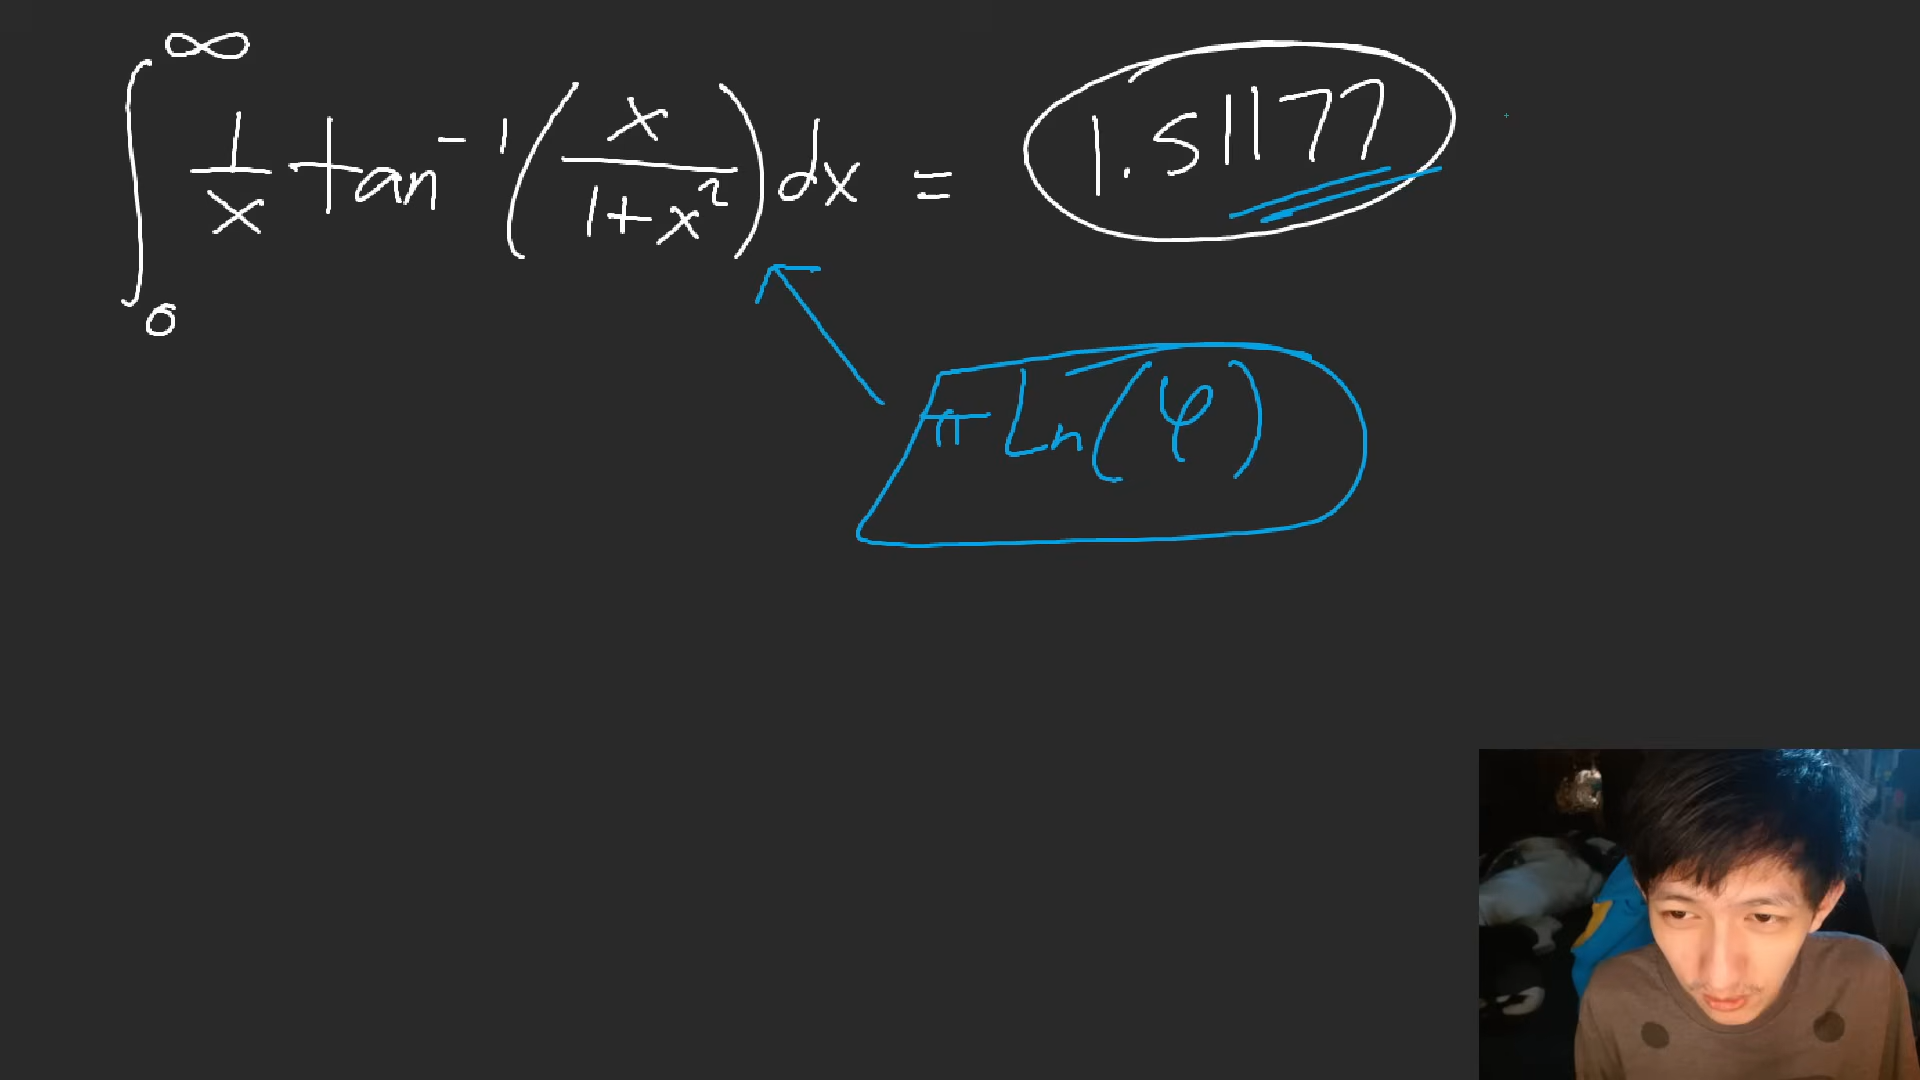 ∫₀^∞ 1/x tan⁻¹(x/(1+x²))dx = 1.51177
π Ln(φ)